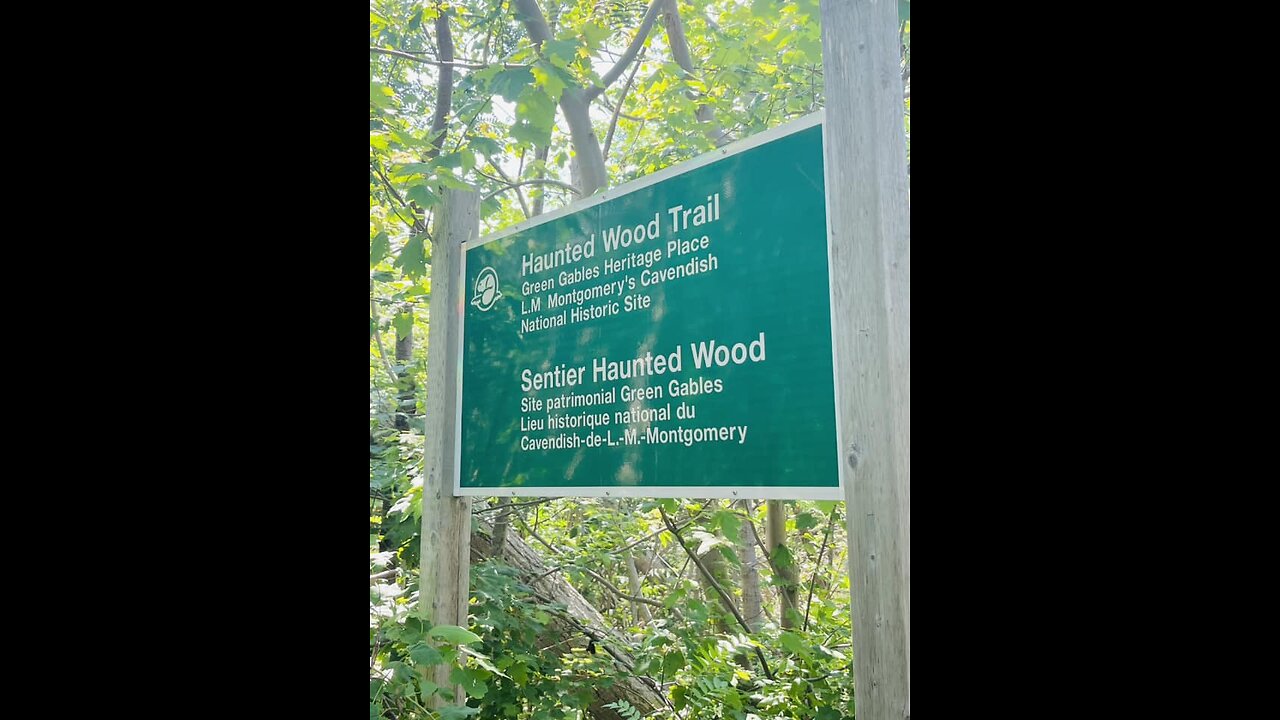 Haunted Wood Trail
Green Gables Heritage Place
L.M Montgomery's Cavendish
National Historic Site
Sentier Haunted Wood
Site patrimonial Green Gables
Lieu historique national du
Cavendish-de-L.-M.-Montgomery